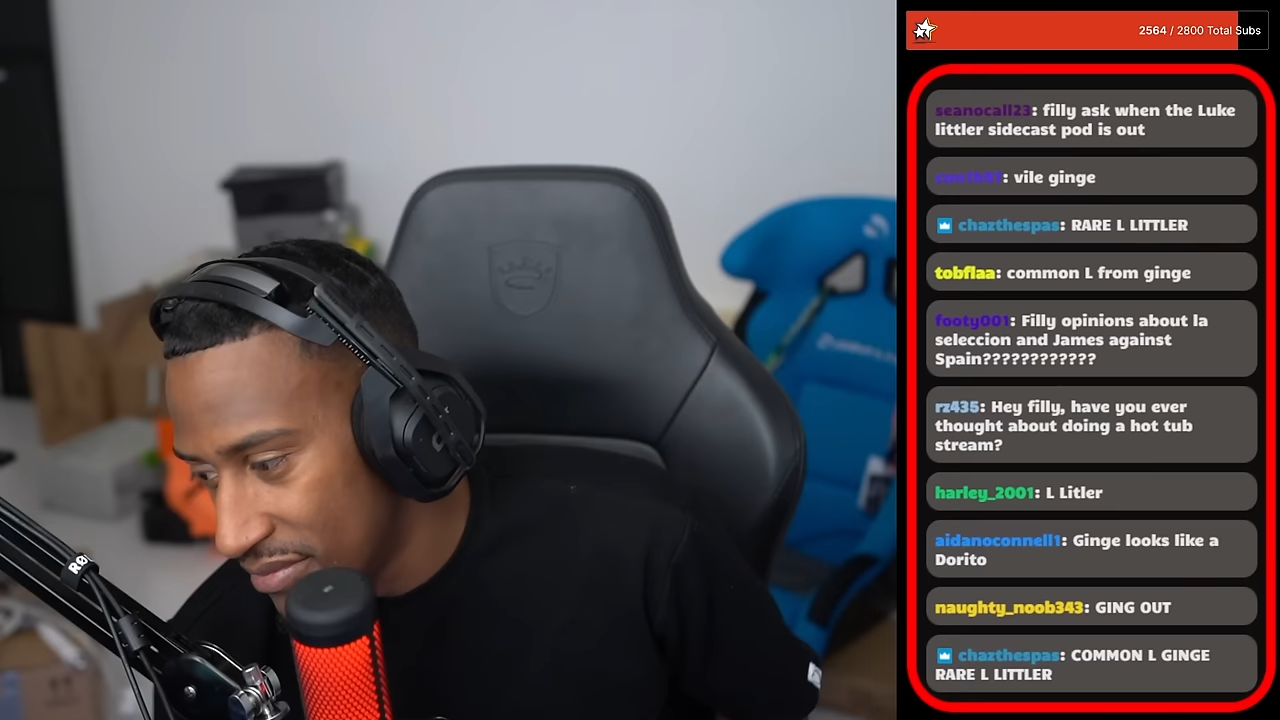 2564 / 2800 Total Subs
seanocall23: filly ask when the Luke
littler sidecast pod is out
: vile ginge
chazthespas: RARE L LITTLER
tobflaa: common L from ginge
footy001: Filly opinions about la
seleccion and James against
Spain????????????
rz435: Hey filly, have you ever
thought about doing a hot tub
stream?
harley_2001: L Litler
aidanoconnell1: Ginge looks like a
Dorito
naughty_noob343: GING OUT
chazthespas: COMMON L GINGE
RARE L LITTLER
RØDE